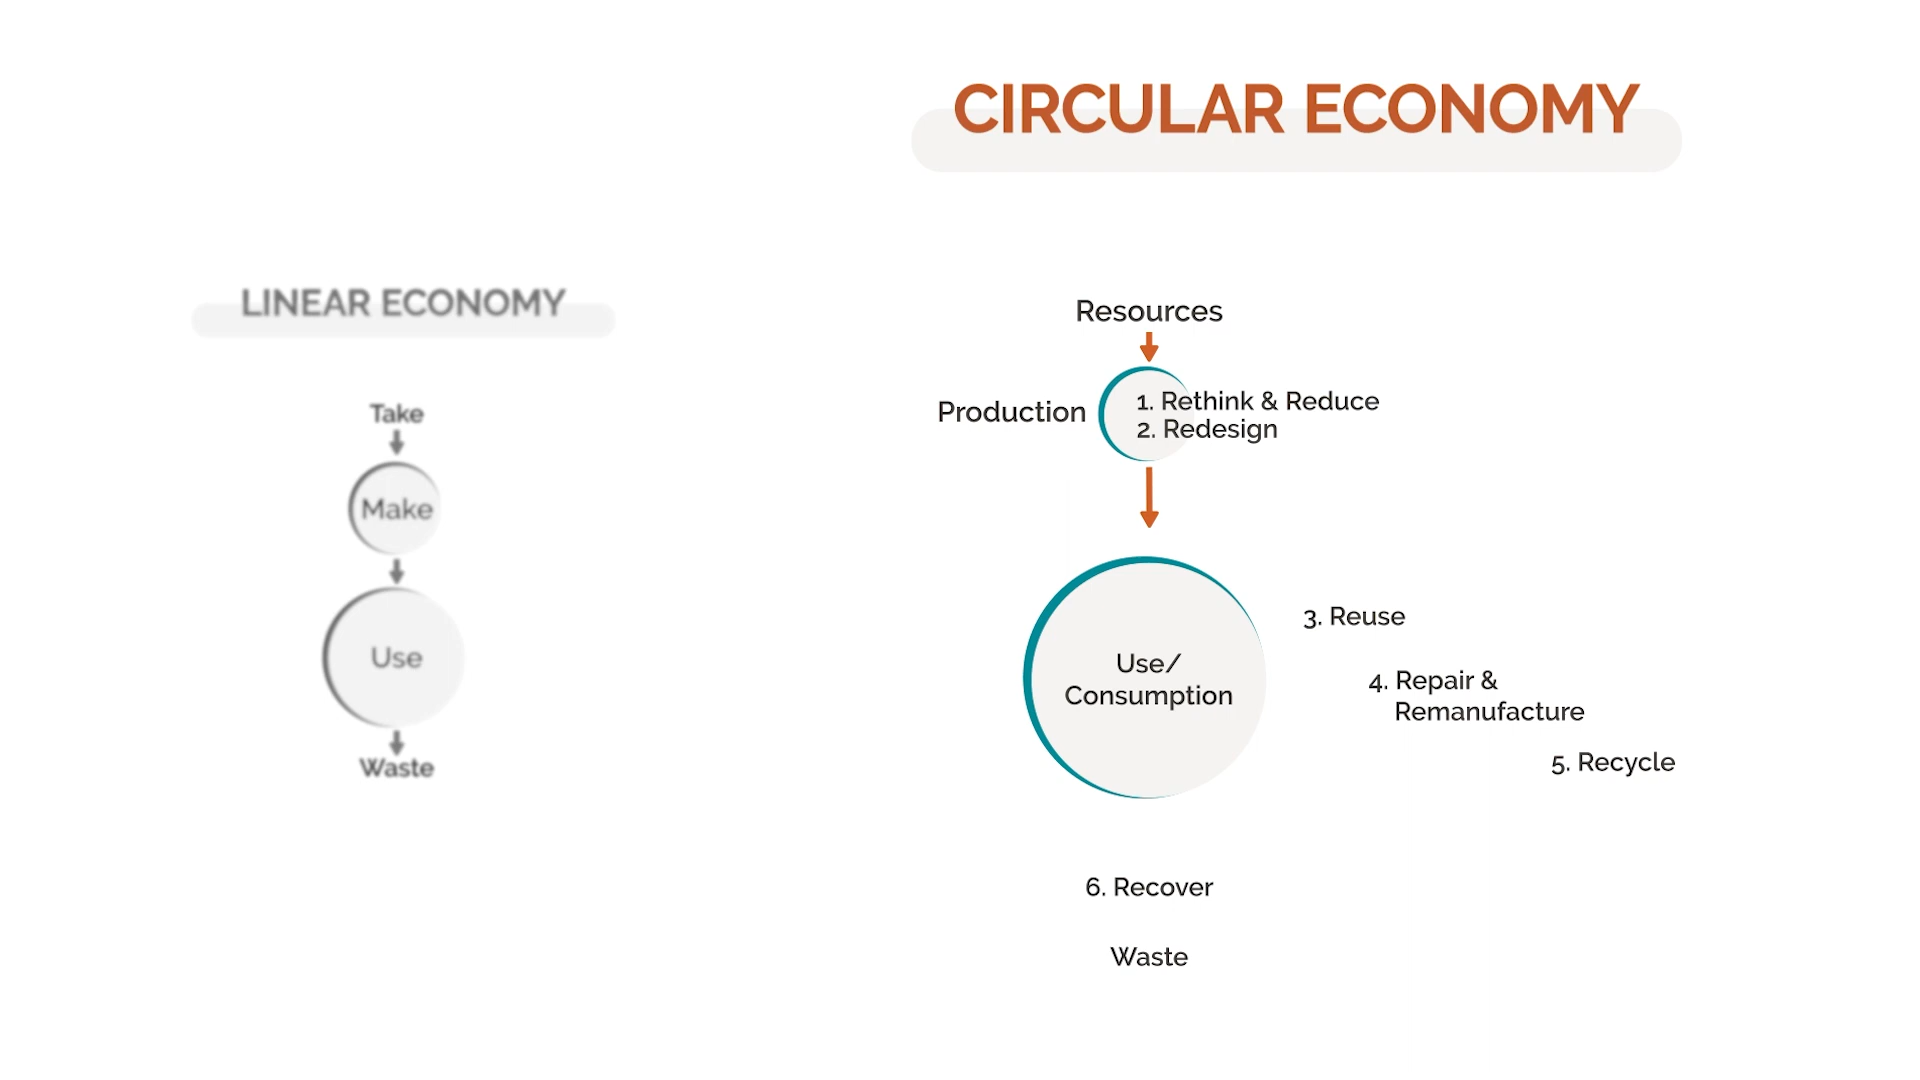 LINEAR ECONOMY
Take
Make
Use
Waste
CIRCULAR ECONOMY
Resources
Production
1. Rethink & Reduce
2. Redesign
Use/
Consumption
3. Reuse
4. Repair &
Remanufacture
5. Recycle
6. Recover
Waste